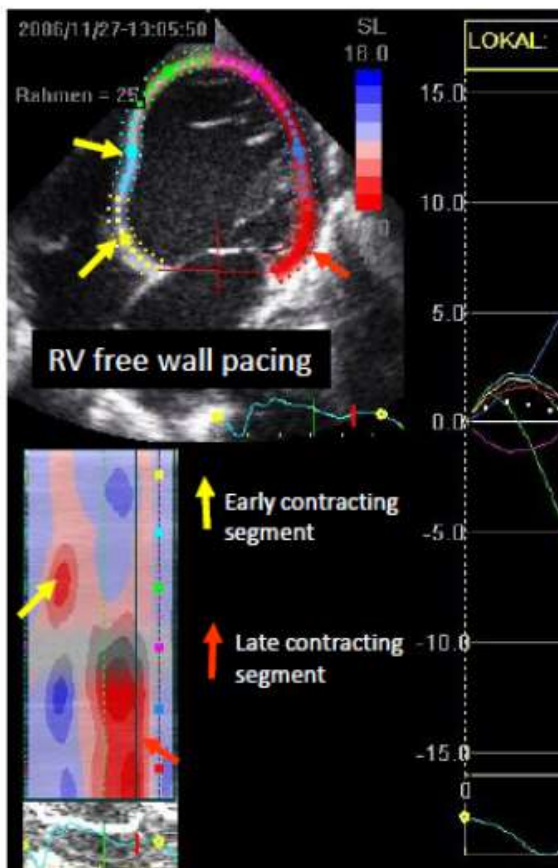 2006/11/27-13:05:50
SL
18.0
LOKAL:
Rahmen = 25
15.0
10.0
5.0
0.0
-5.0
-10.0
-15.0
0
RV free wall pacing
Early contracting
segment
Late contracting
segment